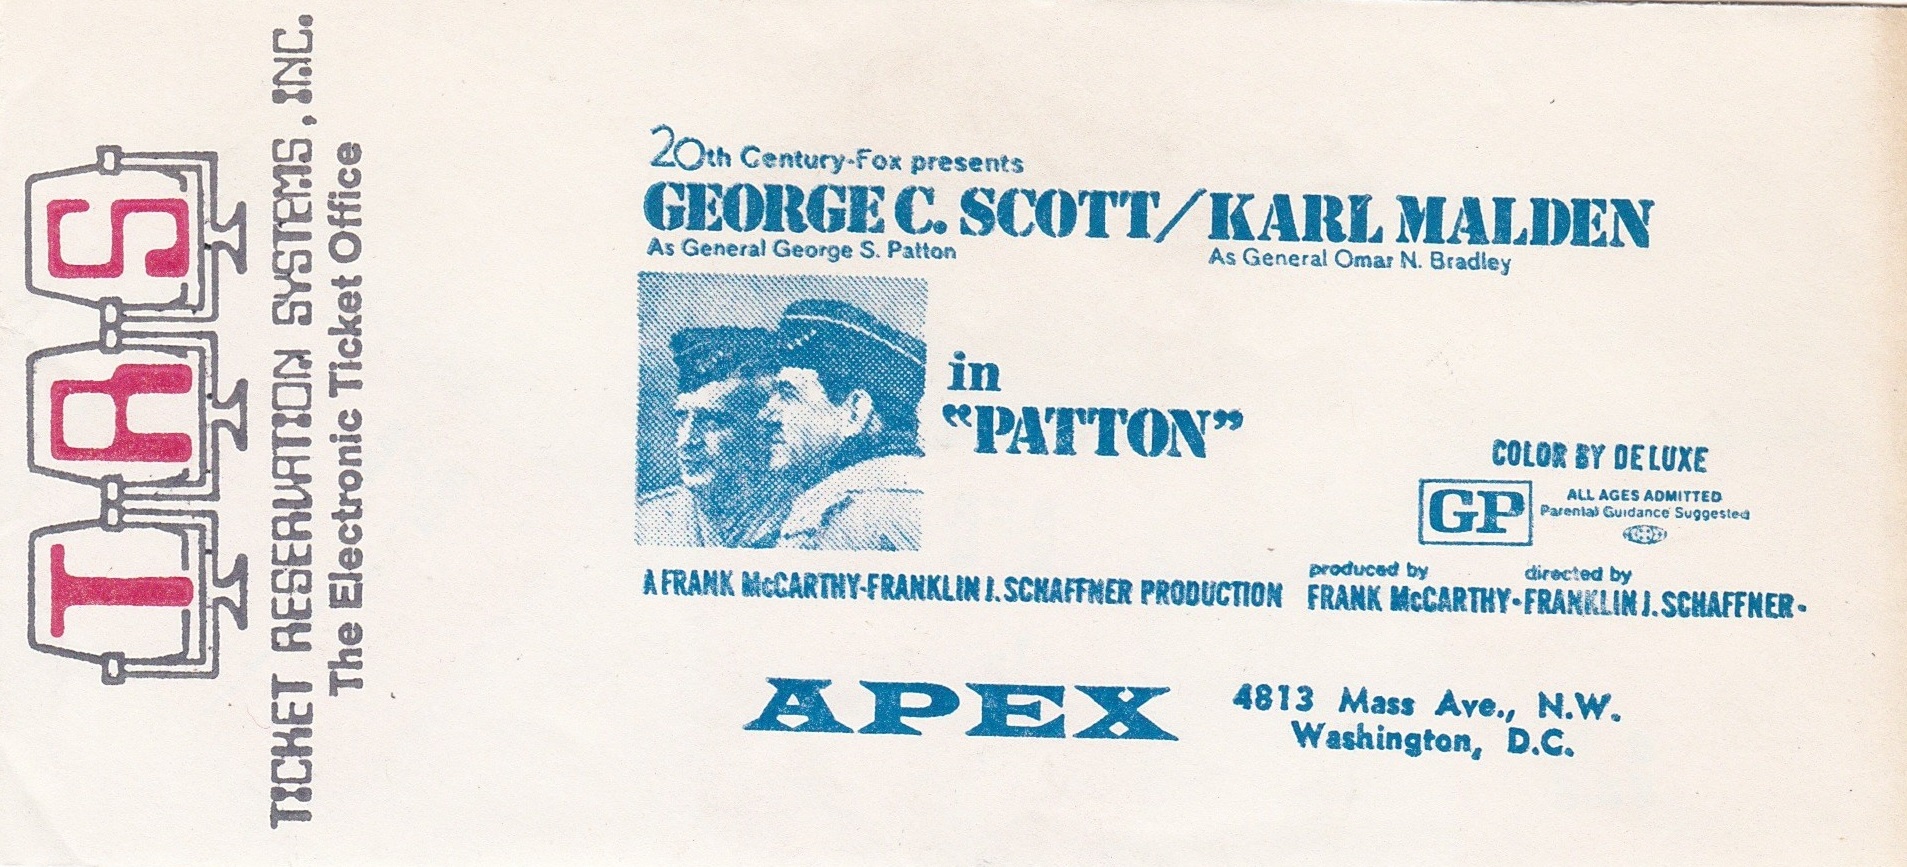 TRS
TICKET RESERVATION SYSTEMS, INC.
The Electronic Ticket Office
20th Century-Fox presents
GEORGE C. SCOTT/KARL MALDEN
As General George S. Patton As General Omar N. Bradley
in
“PATTON”
COLOR BY DE LUXE
GP ALL AGES ADMITTED
Parental Guidance Suggested
produced by directed by
A FRANK McCARTHY-FRANKLIN J. SCHAFFNER PRODUCTION FRANK McCARTHY • FRANKLIN J. SCHAFFNER •
APEX 4813 Mass Ave., N.W.
Washington, D.C.